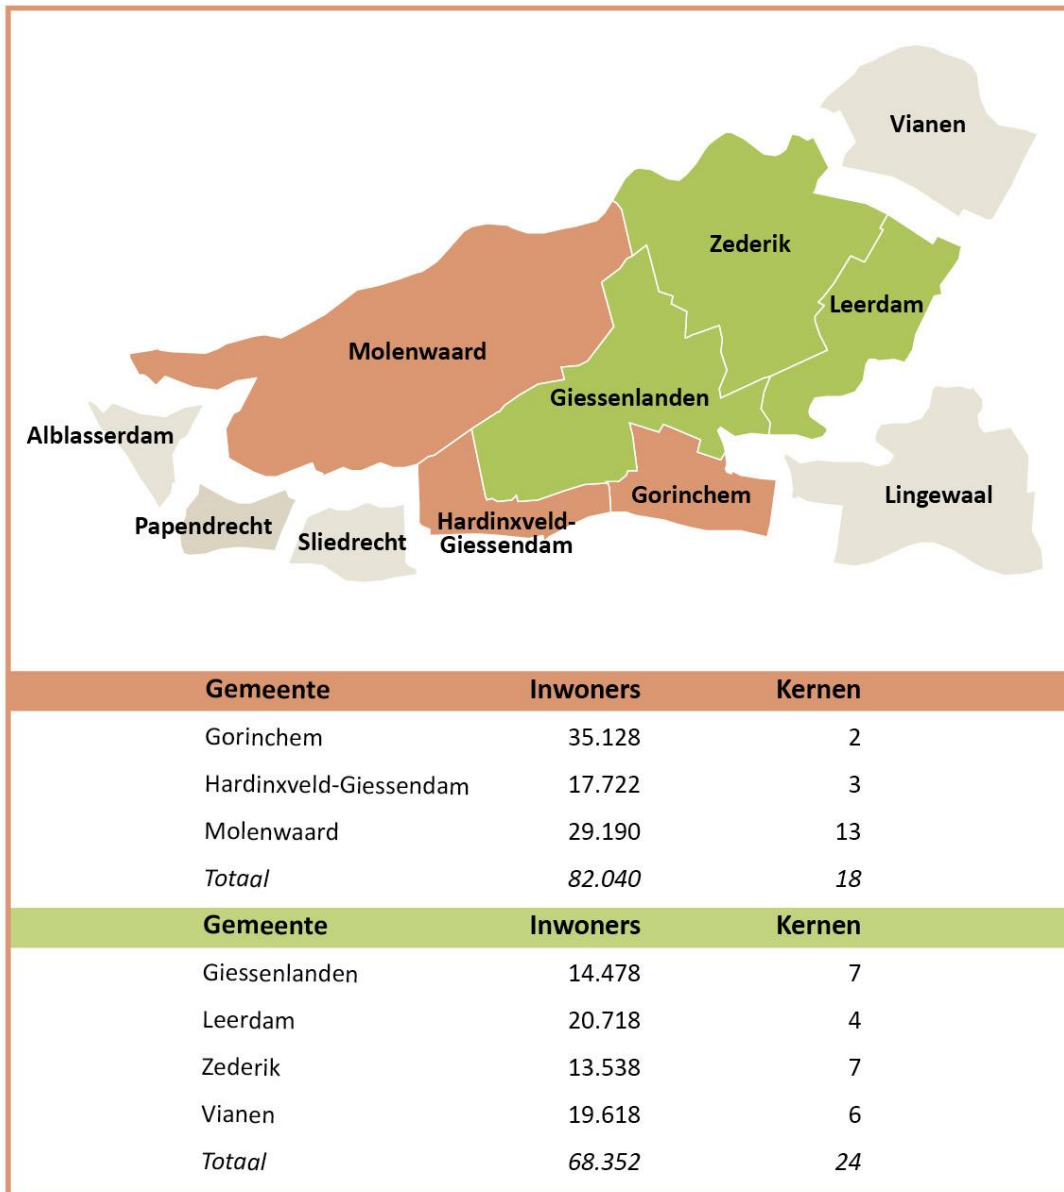 Vianen
Zederik
Leerdam
Molenwaard
Giessenlanden
Alblasserdam
Papendrecht
Sliedrecht
Hardinxveld-
Giessendam
Gorinchem
Lingewaal
Gemeente Inwoners Kernen
Gorinchem 35.128 2
Hardinxveld-Giessendam 17.722 3
Molenwaard 29.190 13
Totaal 82.040 18
Gemeente Inwoners Kernen
Giessenlanden 14.478 7
Leerdam 20.718 4
Zederik 13.538 7
Vianen 19.618 6
Totaal 68.352 24